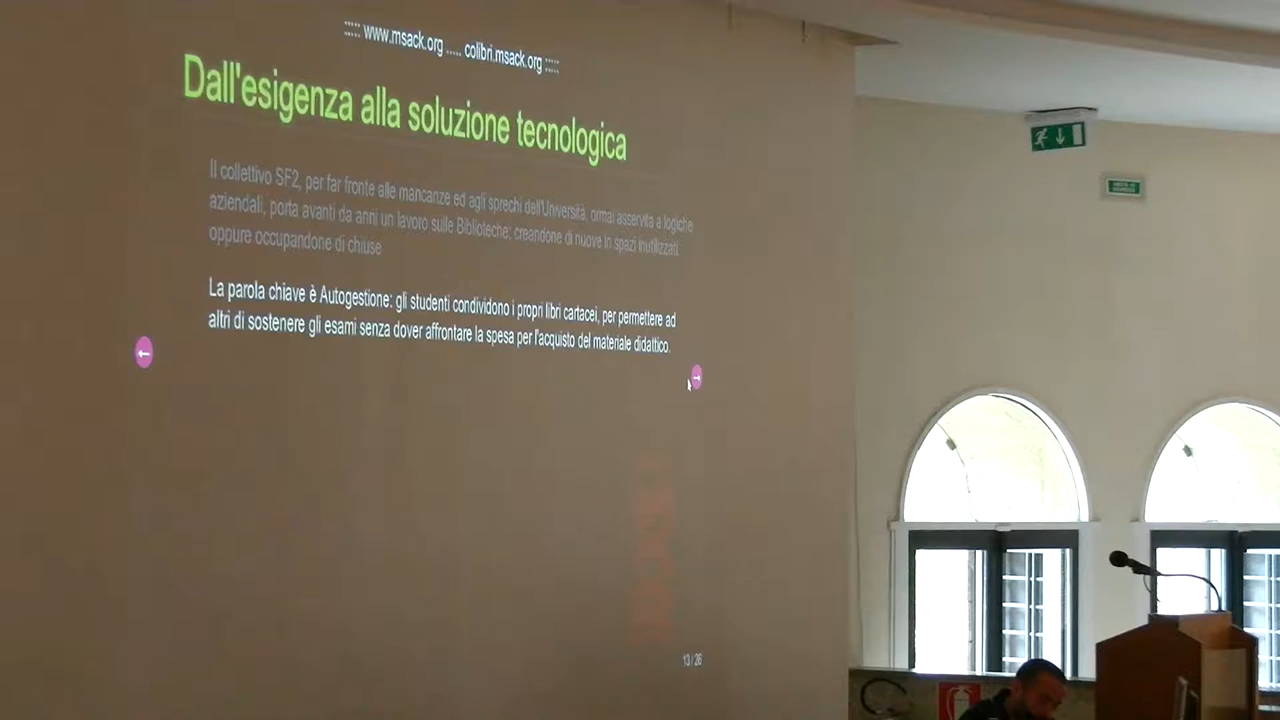 ::::: www.msack.org ..... colibri.msack.org :::::
Dall'esigenza alla soluzione tecnologica
Il collettivo SF2, per far fronte alle mancanze ed agli sprechi dell'Università, ormai asservita a logiche
aziendali, porta avanti da anni un lavoro sulle Biblioteche: creandone di nuove in spazi inutilizzati
oppure occupandone di chiuse
La parola chiave è Autogestione: gli studenti condividono i propri libri cartacei, per permettere ad
altri di sostenere gli esami senza dover affrontare la spesa per l'acquisto del materiale didattico.
13 / 26